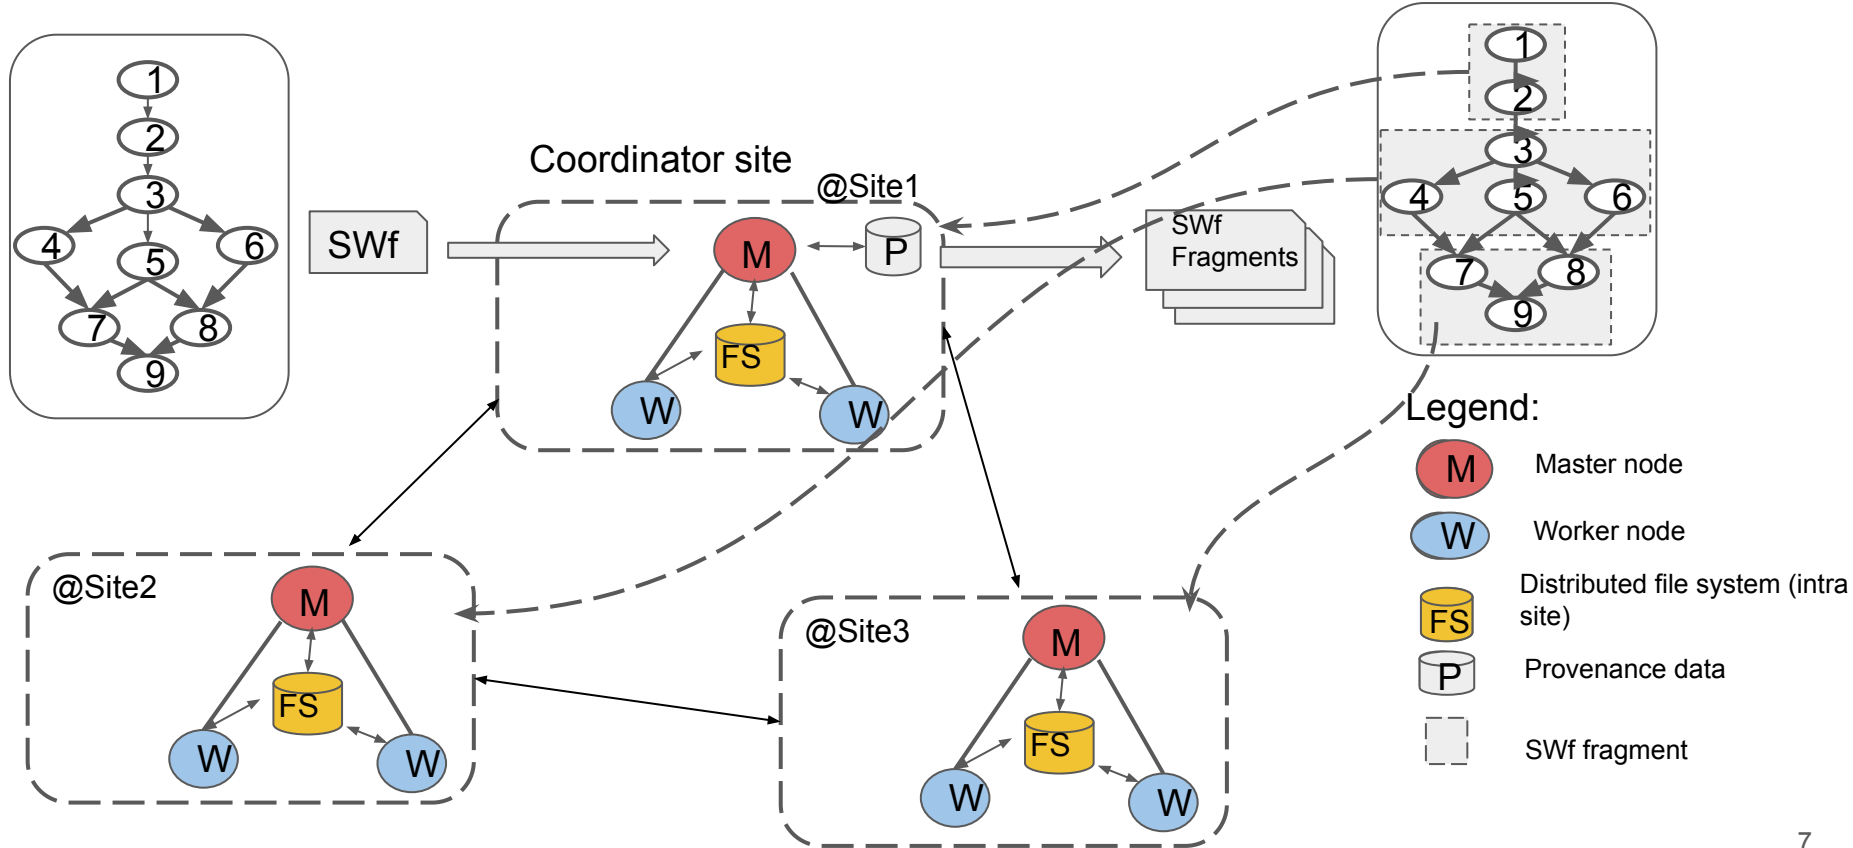 1
2
3
4
5
6
7
8
9
SWf
Coordinator site
@Site1
M
P
FS
W
W
SWf
Fragments
1
2
3
4
5
6
7
8
9
@Site2
M
FS
W
W
@Site3
M
FS
W
W
Legend:
M
Master node
W
Worker node
FS
Distributed file system (intra
site)
P
Provenance data
SWf fragment
7